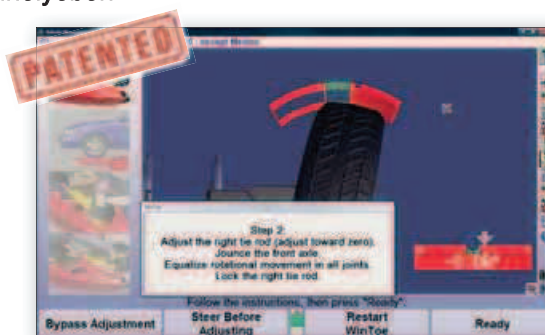 PATENTED
Step 2:
Adjust the right tie rod (adjust toward zero).
Jounce the front axle.
Equalize rotational movement in all joints.
Lock the right tie rod.
Follow the instructions, then press "Ready".
Bypass Adjustment
Steer Before
Adjusting
Restart
WinToe
Ready